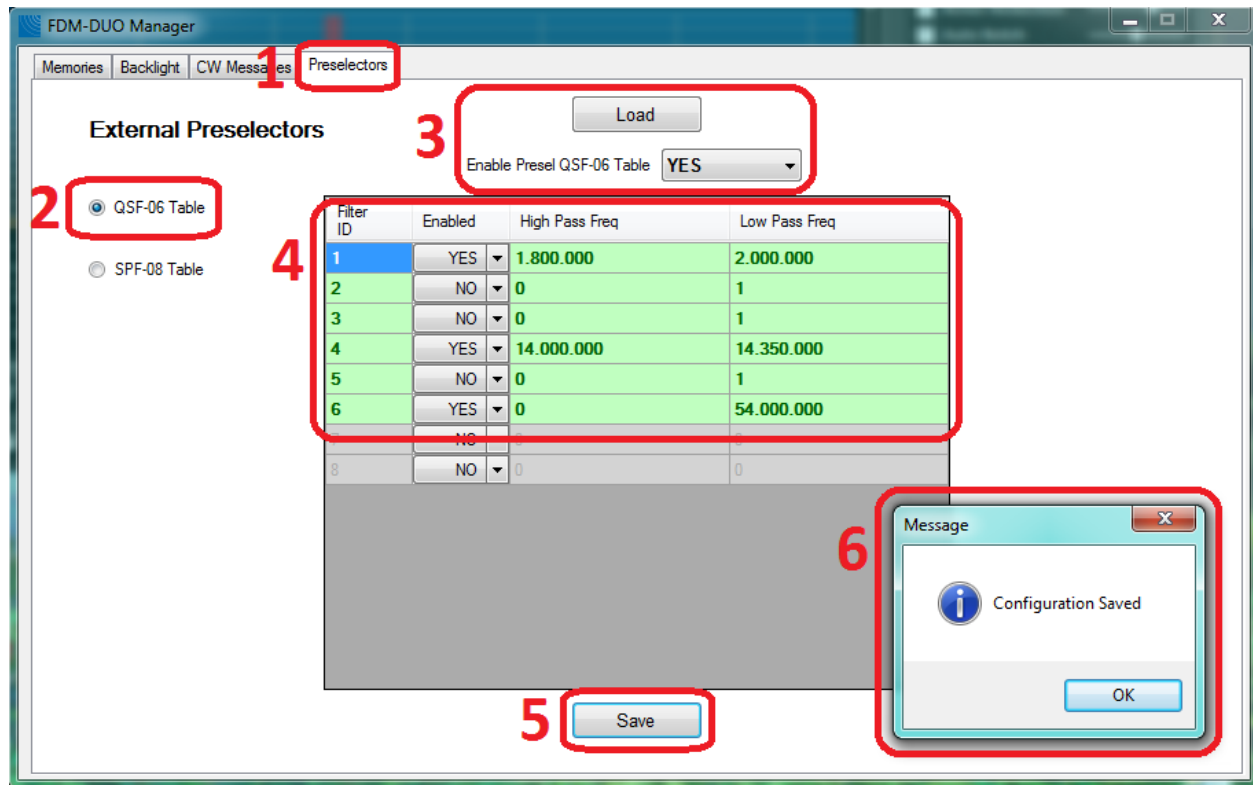 FDM-DUO Manager
Memories Backlight CW Messages Preselectors
1
External Preselectors
3
Load
Enable Presel QSF-06 Table YES
2
QSF-06 Table
SPF-08 Table
4
Filter ID Enabled High Pass Freq Low Pass Freq
1 YES 1.800.000 2.000.000
2 NO 0 1
3 NO 0 1
4 YES 14.000.000 14.350.000
5 NO 0 1
6 YES 0 54.000.000
7 NO 0 0
8 NO 0 0
6
Message
Configuration Saved
OK
5
Save